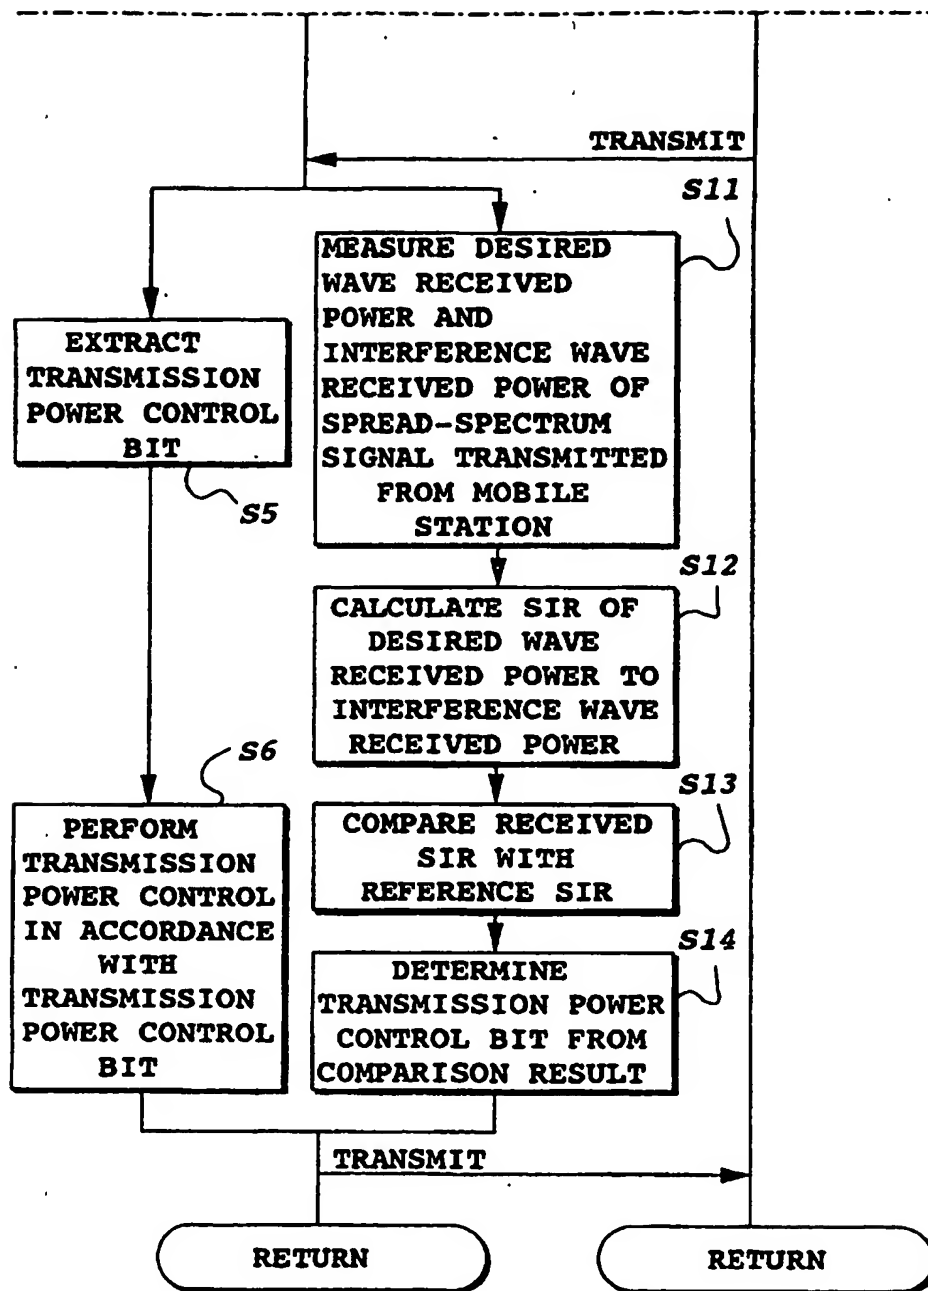 TRANSMIT
S11
MEASURE DESIRED
WAVE RECEIVED
POWER AND
INTERFERENCE WAVE
RECEIVED POWER OF
SPREAD-SPECTRUM
SIGNAL TRANSMITTED
FROM MOBILE
STATION
EXTRACT
TRANSMISSION
POWER CONTROL
BIT
S5
S12
CALCULATE SIR OF
DESIRED WAVE
RECEIVED POWER TO
INTERFERENCE WAVE
RECEIVED POWER
S6
PERFORM
TRANSMISSION
POWER CONTROL
IN ACCORDANCE
WITH
TRANSMISSION
POWER CONTROL
BIT
S13
COMPARE RECEIVED
SIR WITH
REFERENCE SIR
S14
DETERMINE
TRANSMISSION POWER
CONTROL BIT FROM
COMPARISON RESULT
TRANSMIT
RETURN
RETURN